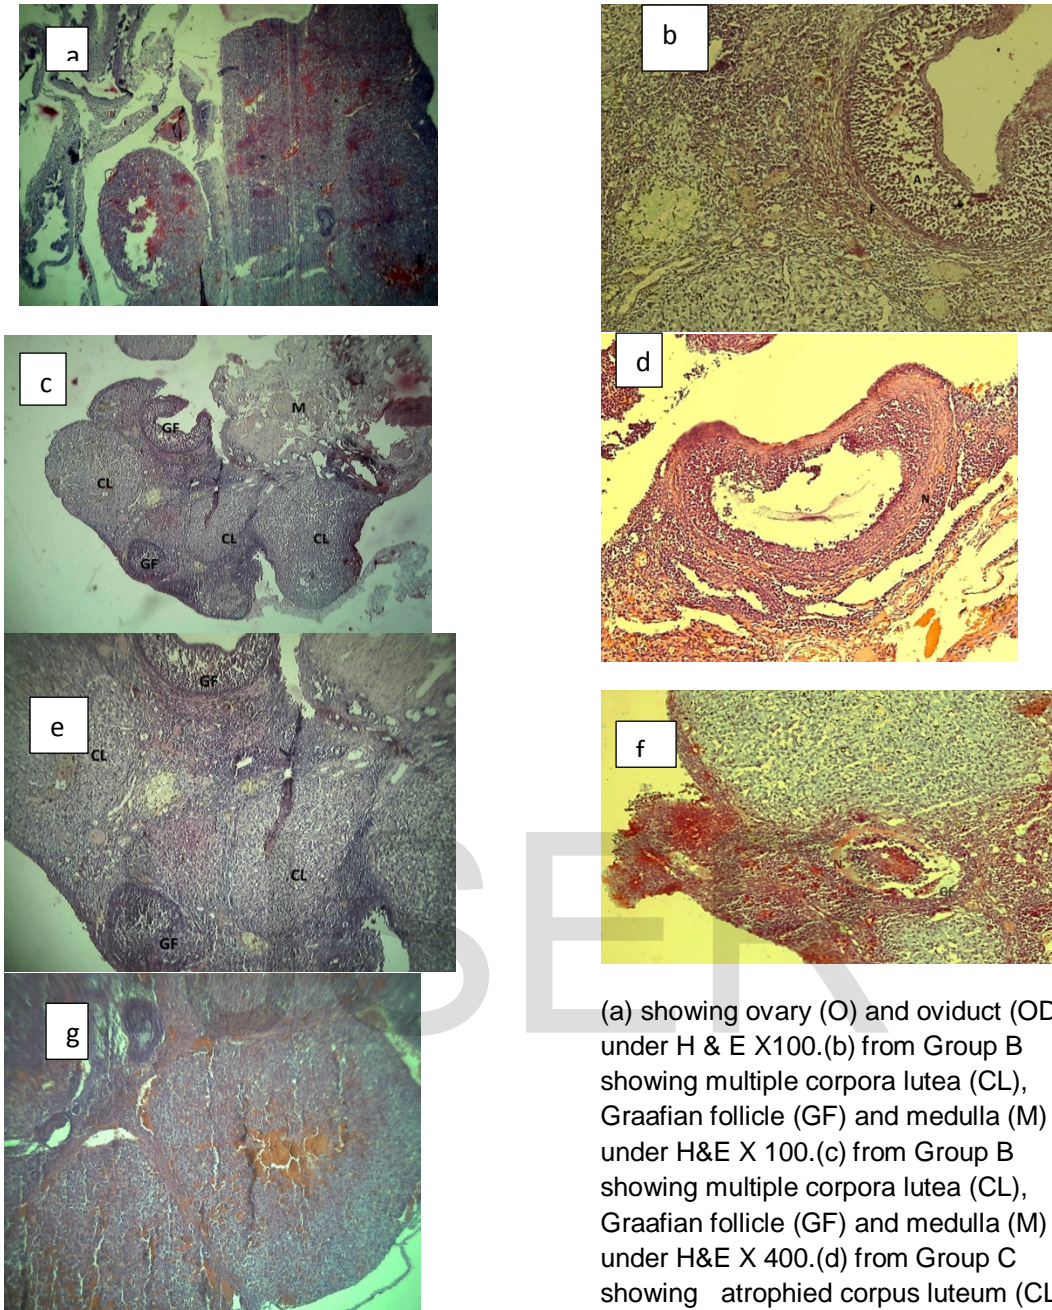 a
b
A
F
c
M
GF
CL
CL
CL
GF
d
N
e
GF
CL
CL
GF
f
GF
g
(a) showing ovary (O) and oviduct (OD
under H & E X100.(b) from Group B
showing multiple corpora lutea (CL),
Graafian follicle (GF) and medulla (M)
under H&E X 100.(c) from Group B
showing multiple corpora lutea (CL),
Graafian follicle (GF) and medulla (M)
under H&E X 400.(d) from Group C
showing atrophied corpus luteum (CL